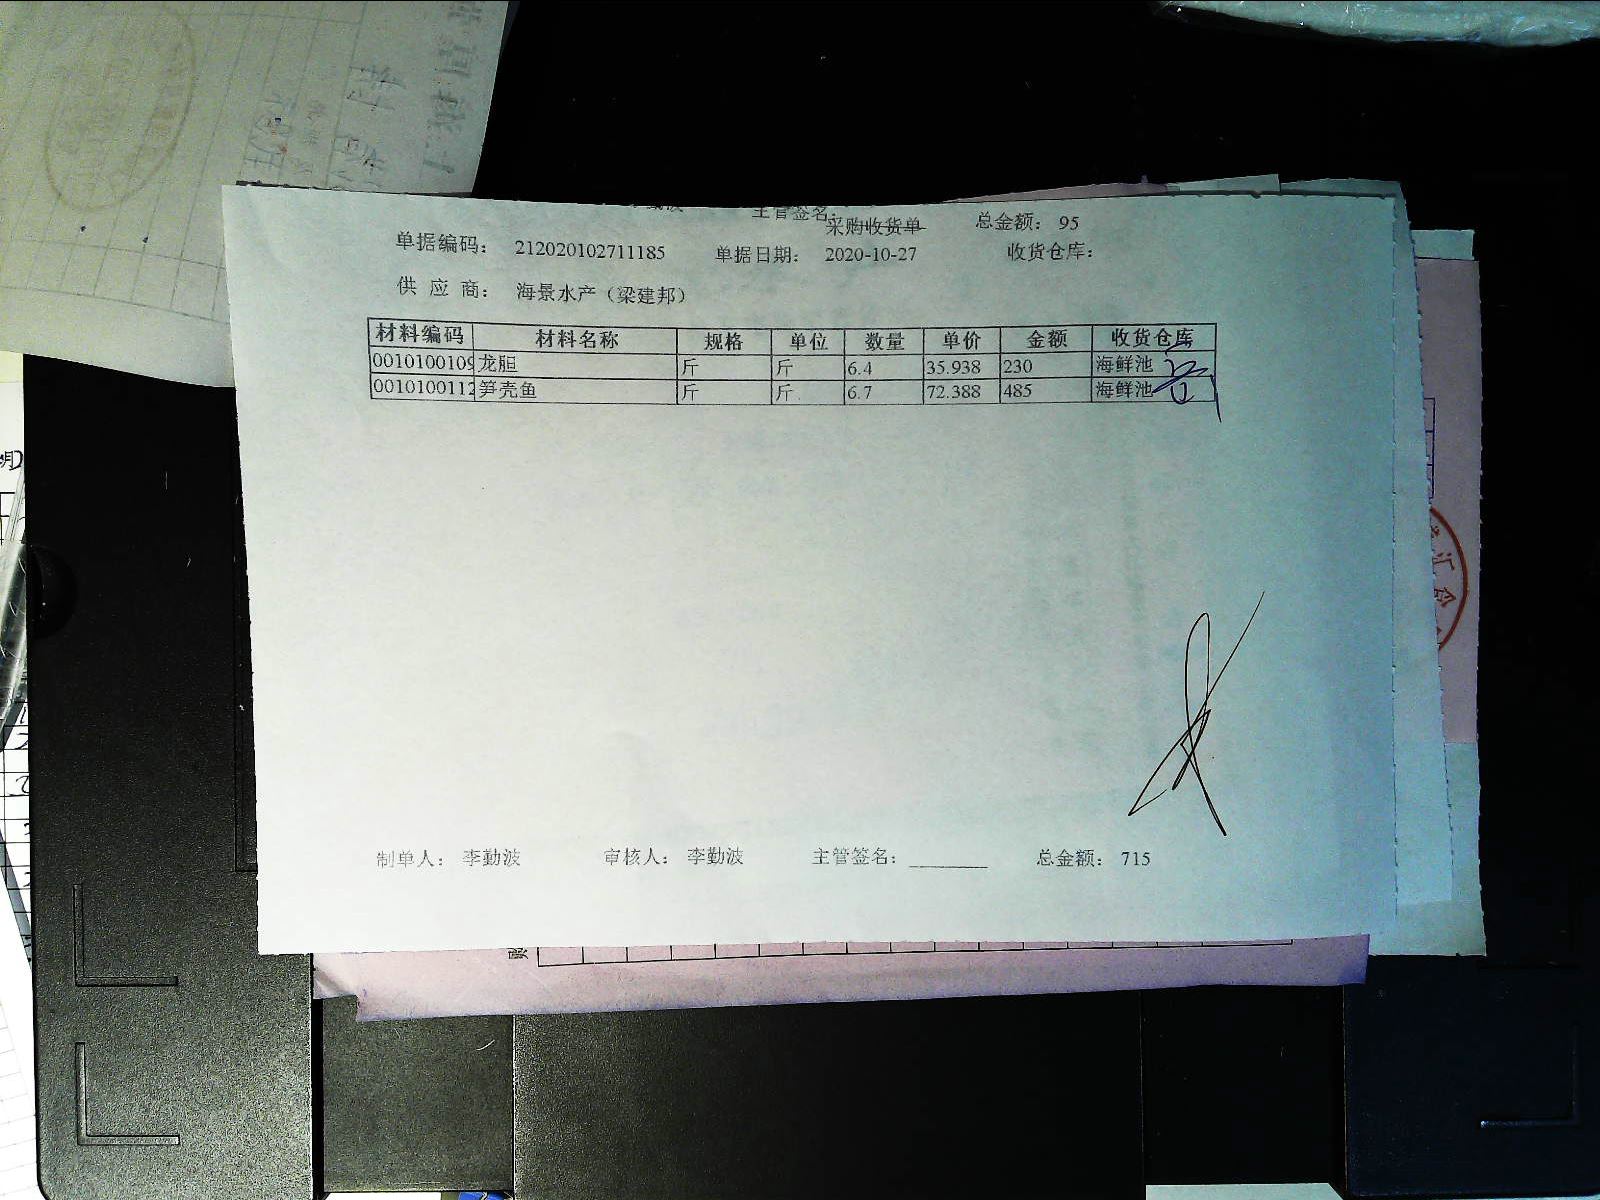 主管签名:
采购收货单
总金额: 95
单据编码: 212020102711185 单据日期: 2020-10-27 收货仓库:
供 应 商: 海景水产（梁建邦）
材料编码 材料名称 规格 单位 数量 单价 金额 收货仓库
0010100109 龙胆 斤 斤 6.4 35.938 230 海鲜池
0010100112 笋壳鱼 斤 斤 6.7 72.388 485 海鲜池
制单人: 李勤波 审核人: 李勤波 主管签名: ________ 总金额: 715